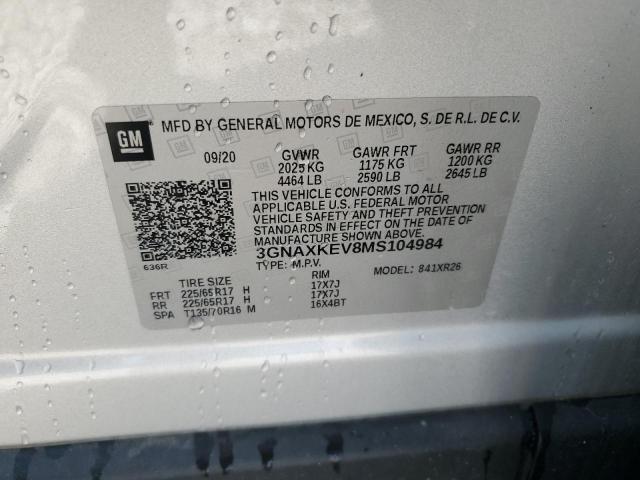 GM MFD BY GENERAL MOTORS DE MEXICO, S. DE R.L. DE C.V.
09/20 GVWR GAWR FRT GAWR RR
2025 KG 1175 KG 1200 KG
4464 LB 2590 LB 2645 LB
THIS VEHICLE CONFORMS TO ALL
APPLICABLE U.S. FEDERAL MOTOR
VEHICLE SAFETY AND THEFT PREVENTION
STANDARDS IN EFFECT ON THE DATE OF
MANUFACTURE SHOWN ABOVE.
636R
3GNAXKEV8MS104984
TYPE: M.P.V. MODEL: 841XR26
TIRE SIZE RIM
FRT 225/65R17 H 17X7J
RR 225/65R17 H 17X7J
SPA T135/70R16 M 16X4BT